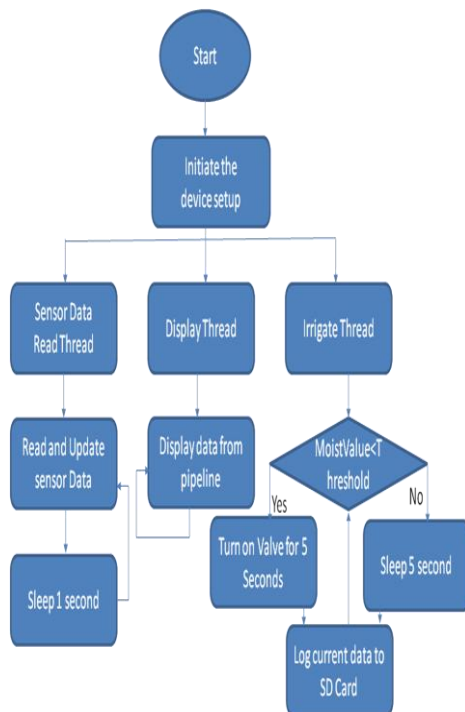 Start
Initiate the
device setup
Sensor Data
Read Thread
Display Thread
Irrigate Thread
Read and Update
sensor Data
Display data from
pipeline
MoistValue<T
hreshold
Yes
No
Sleep 1 second
Turn on Valve for 5
Seconds
Sleep 5 second
Log current data to
SD Card